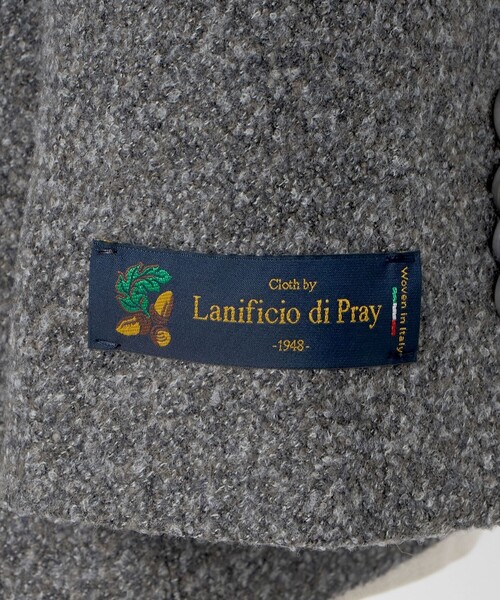 Cloth by
Lanificio di Pray
-1948-
Woven in Italy